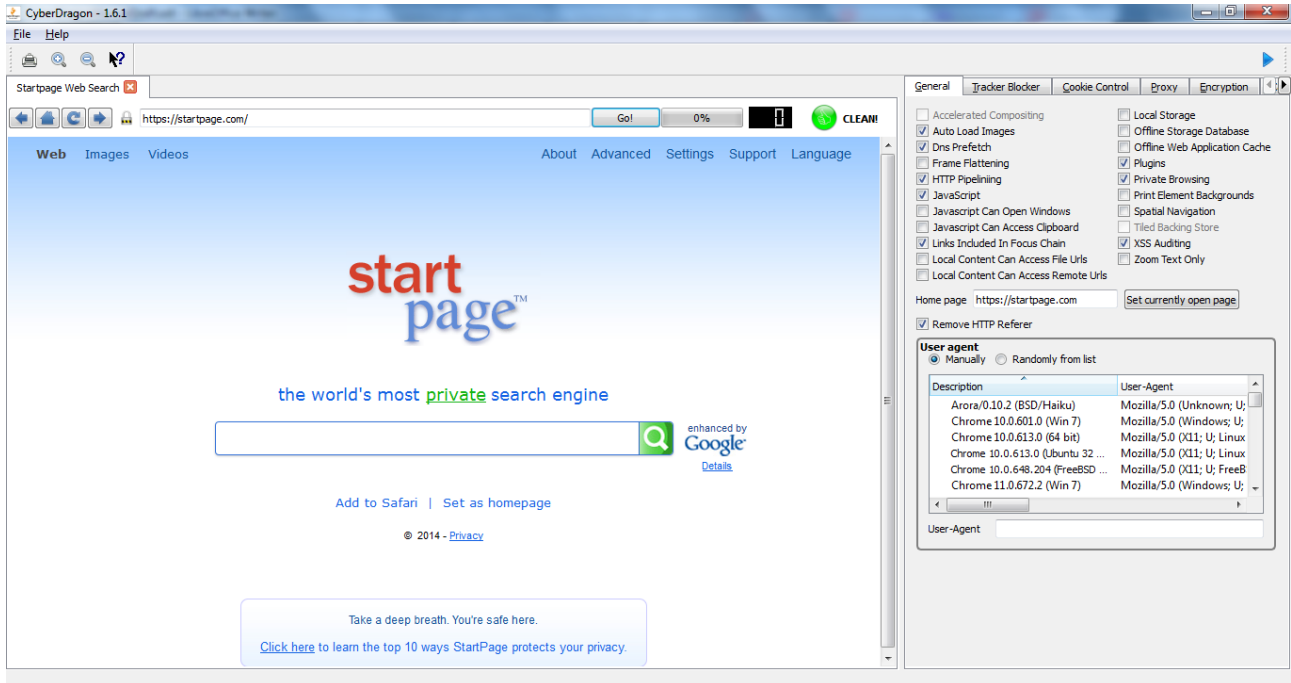 CyberDragon - 1.6.1
File Help
Startpage Web Search
https://startpage.com/ Go! 0% 0 CLEAN!
Web Images Videos About Advanced Settings Support Language
start
page™
the world's most private search engine
enhanced by
Google
Details
Add to Safari | Set as homepage
© 2014 - Privacy
Take a deep breath. You're safe here.
Click here to learn the top 10 ways StartPage protects your privacy.
General Tracker Blocker Cookie Control Proxy Encryption
Accelerated Compositing Local Storage
Auto Load Images Offline Storage Database
Dns Prefetch Offline Web Application Cache
Frame Flattening Plugins
HTTP Pipeliniing Private Browsing
JavaScript Print Element Backgrounds
Javascript Can Open Windows Spatial Navigation
Javascript Can Access Clipboard Tiled Backing Store
Links Included In Focus Chain XSS Auditing
Local Content Can Access File Urls Zoom Text Only
Local Content Can Access Remote Urls
Home page https://startpage.com Set currently open page
Remove HTTP Referer
User agent
Manually Randomly from list
Description User-Agent
Arora/0.10.2 (BSD/Haiku) Mozilla/5.0 (Unknown; U;
Chrome 10.0.601.0 (Win 7) Mozilla/5.0 (Windows; U;
Chrome 10.0.613.0 (64 bit) Mozilla/5.0 (X11; U; Linux
Chrome 10.0.613.0 (Ubuntu 32 ... Mozilla/5.0 (X11; U; Linux
Chrome 10.0.648.204 (FreeBSD ... Mozilla/5.0 (X11; U; FreeB
Chrome 11.0.672.2 (Win 7) Mozilla/5.0 (Windows; U;
User-Agent